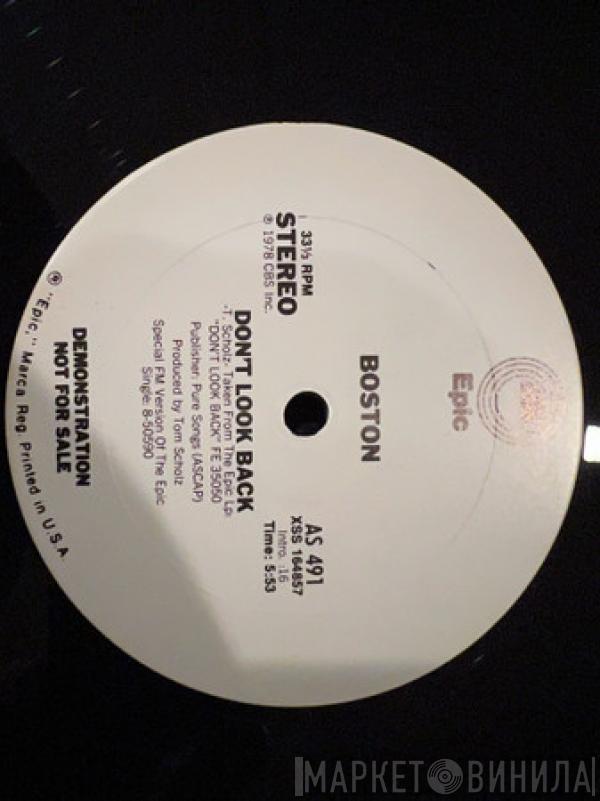 Epic
BOSTON
33⅓ RPM
STEREO
℗ 1978 CBS Inc.
AS 491
XSS 164857
Intro. :16
Time: 5:53
DON'T LOOK BACK
-T. Scholz- Taken From The Epic Lp:
"DON'T LOOK BACK" FE 35050
Publisher: Pure Songs (ASCAP)
Produced by Tom Scholz
Special FM Version Of The Epic
Single: 8-50590
DEMONSTRATION
NOT FOR SALE
® "Epic," Marca Reg. Printed in U.S.A.
МАРКЕТ ВИНИЛА